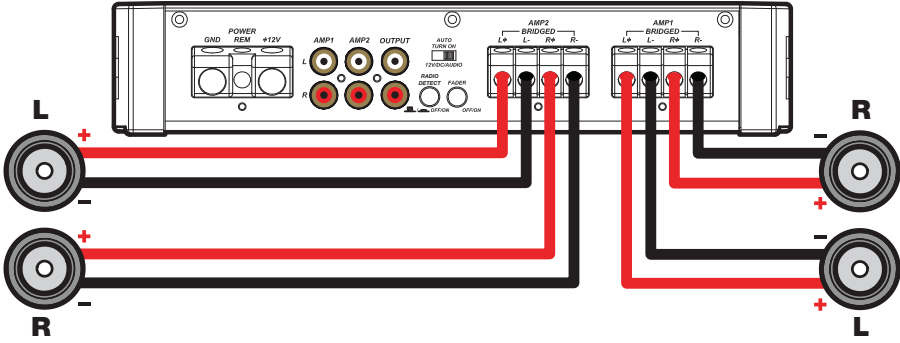 POWER
GND REM +12V
AMP1 AMP2 OUTPUT
L
R
AUTO
TURN ON
12V/DC/AUDIO
RADIO
DETECT
FADER
OFF/ON
OFF/ON
AMP2
BRIDGED
L+ L- R+ R-
AMP1
BRIDGED
L+ L- R+ R-
L
+
-
R
-
+
+
-
R
-
+
L